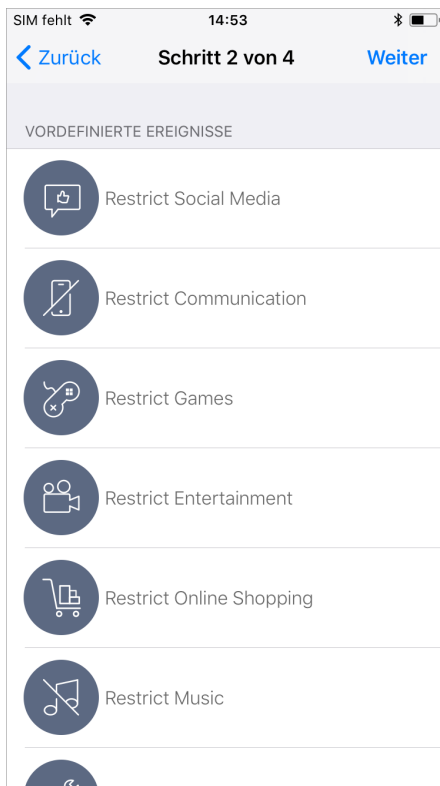 SIM fehlt 14:53
Zurück Schritt 2 von 4 Weiter
VORDEFINIERTE EREIGNISSE
Restrict Social Media
Restrict Communication
Restrict Games
Restrict Entertainment
Restrict Online Shopping
Restrict Music